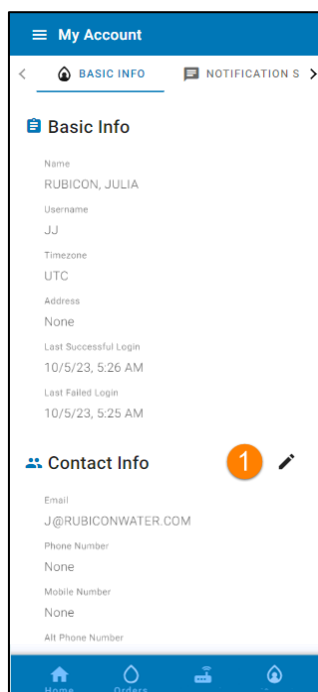 My Account
BASIC INFO NOTIFICATION S
Basic Info
Name
RUBICON, JULIA
Username
JJ
Timezone
UTC
Address
None
Last Successful Login
10/5/23, 5:26 AM
Last Failed Login
10/5/23, 5:25 AM
Contact Info 1
Email
J@RUBICONWATER.COM
Phone Number
None
Mobile Number
None
Alt Phone Number
Home Orders